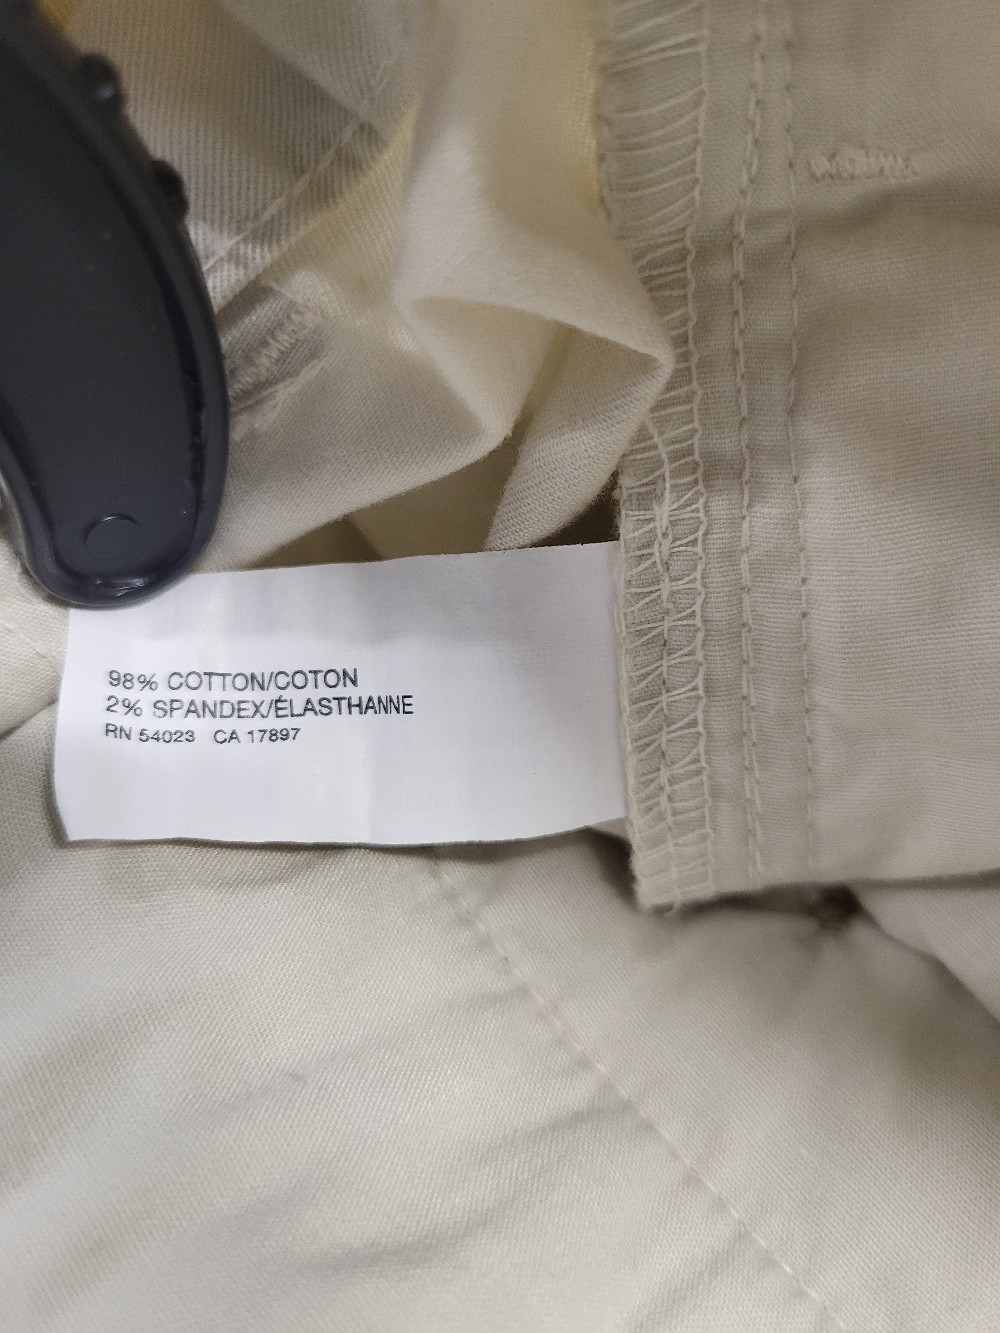 98% COTTON/COTON
2% SPANDEX/ÉLASTHANNE
RN 54023 CA 17897